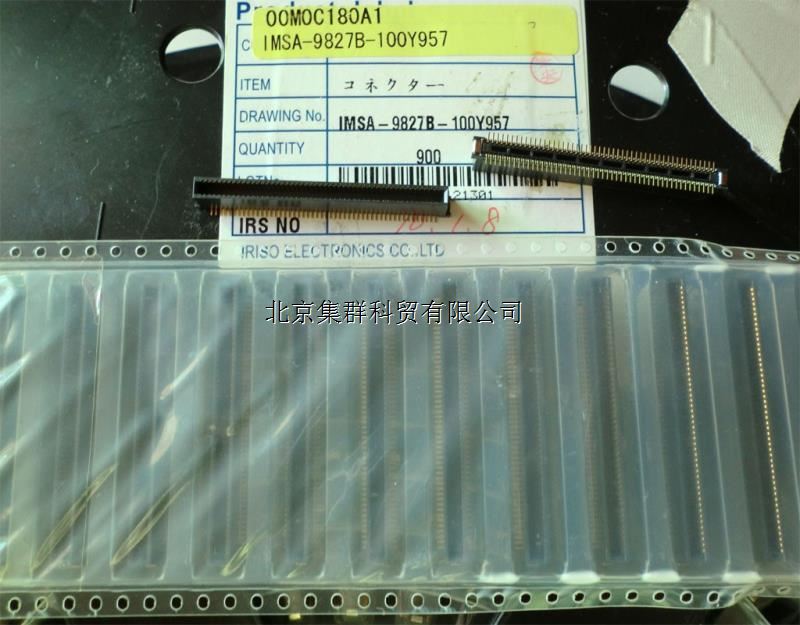 00M0C180A1
IMSA-9827B-100Y957
ITEM コネクター
DRAWING No. IMSA-9827B-100Y957
QUANTITY 900
21301
IRS NO
IRISO ELECTRONICS CO.,LTD
北京集群科贸有限公司